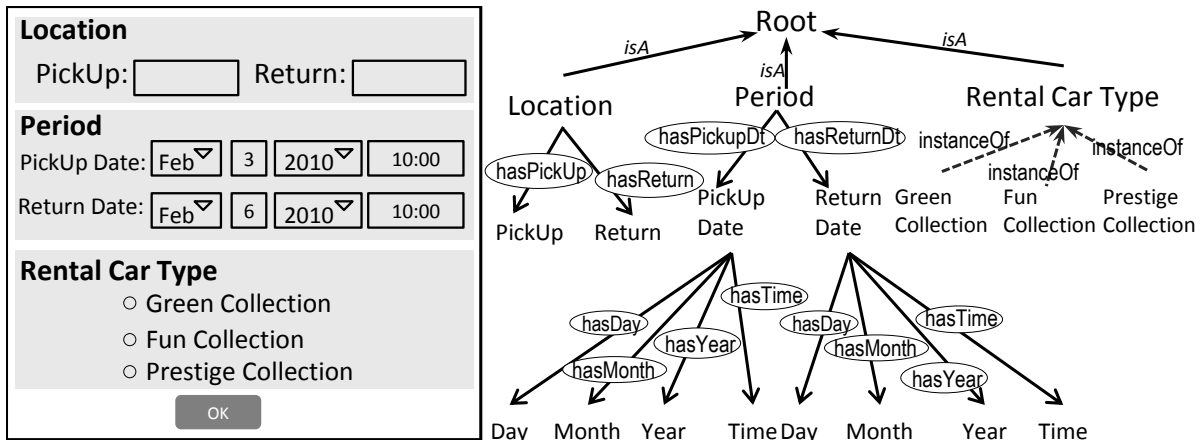 Location
PickUp: Return:
Period
PickUp Date: Feb 3 2010 10:00
Return Date: Feb 6 2010 10:00
Rental Car Type
Green Collection
Fun Collection
Prestige Collection
OK
Root
isA isA isA
Location Period Rental Car Type
hasPickupDt hasReturnDt instanceOf instanceOf instanceOf
hasPickUp hasReturn
PickUp Return
PickUp
Date
Return
Date
Green
Collection
Fun
Collection
Prestige
Collection
hasDay hasMonth hasYear hasTime
hasDay hasMonth hasYear hasTime
Day Month Year Time Day Month Year Time